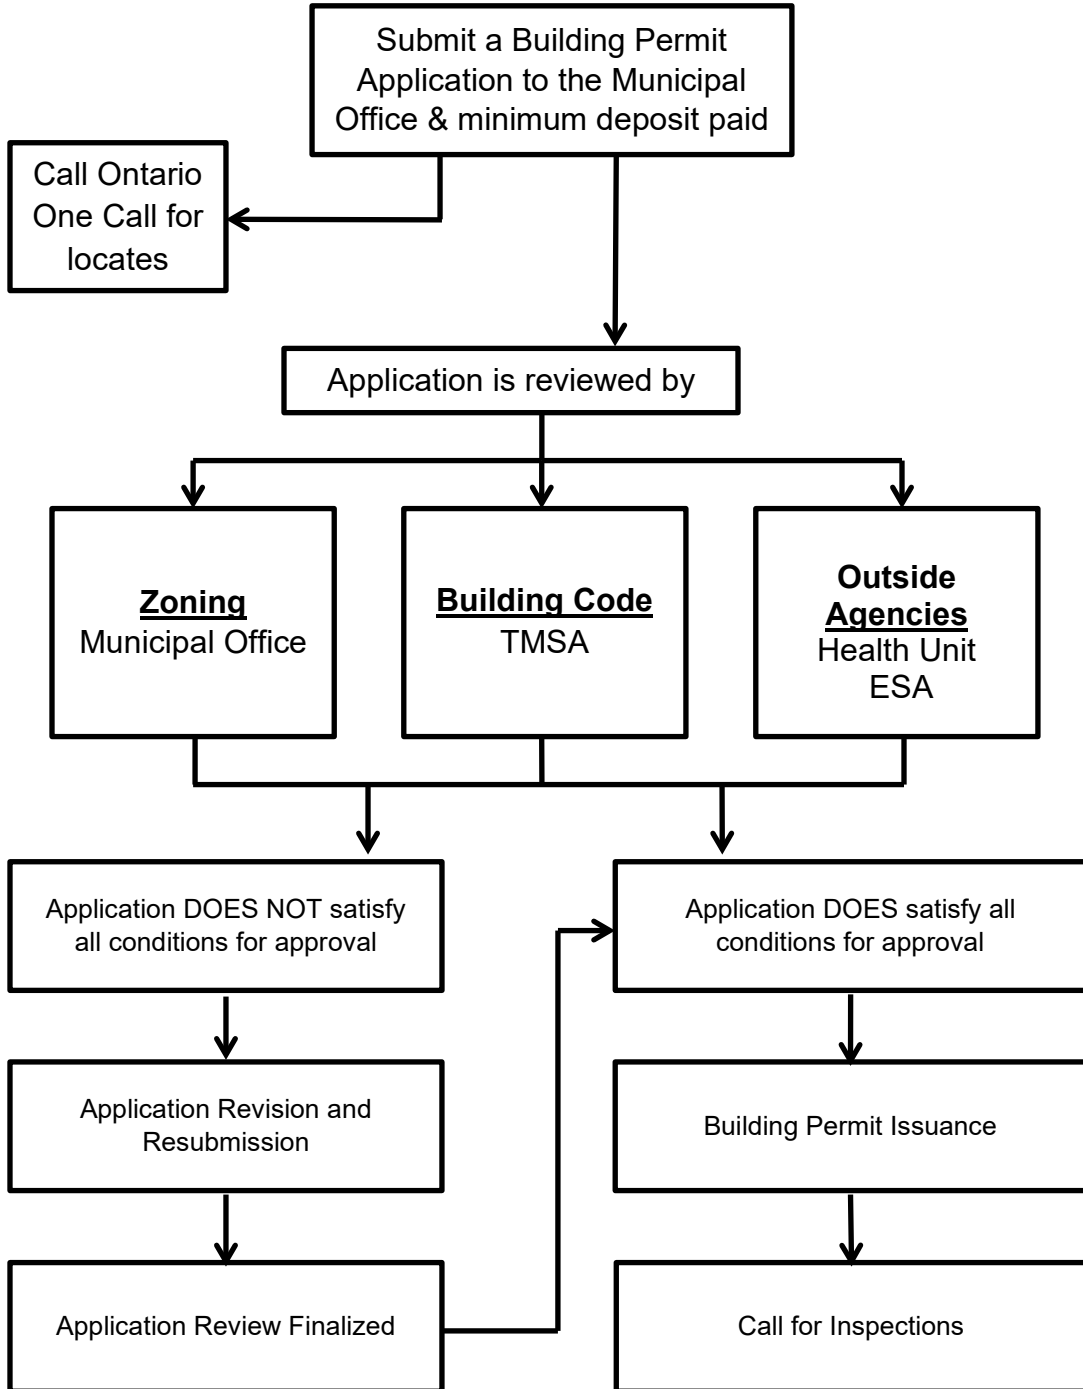 Submit a Building Permit
Application to the Municipal
Office & minimum deposit paid
Call Ontario
One Call for
locates
Application is reviewed by
Zoning
Municipal Office
Building Code
TMSA
Outside
Agencies
Health Unit
ESA
Application DOES NOT satisfy
all conditions for approval
Application DOES satisfy all
conditions for approval
Application Revision and
Resubmission
Building Permit Issuance
Application Review Finalized
Call for Inspections